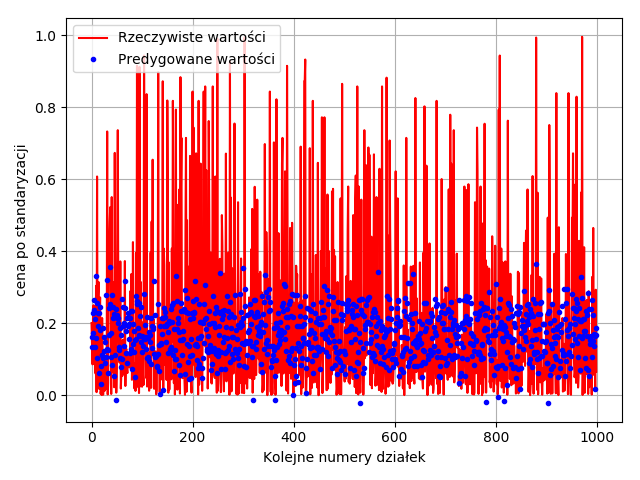 Rzeczywiste wartości
Predygowane wartości
cena po standaryzacji
1.0
0.8
0.6
0.4
0.2
0.0
0 200 400 600 800 1000
Kolejne numery działek